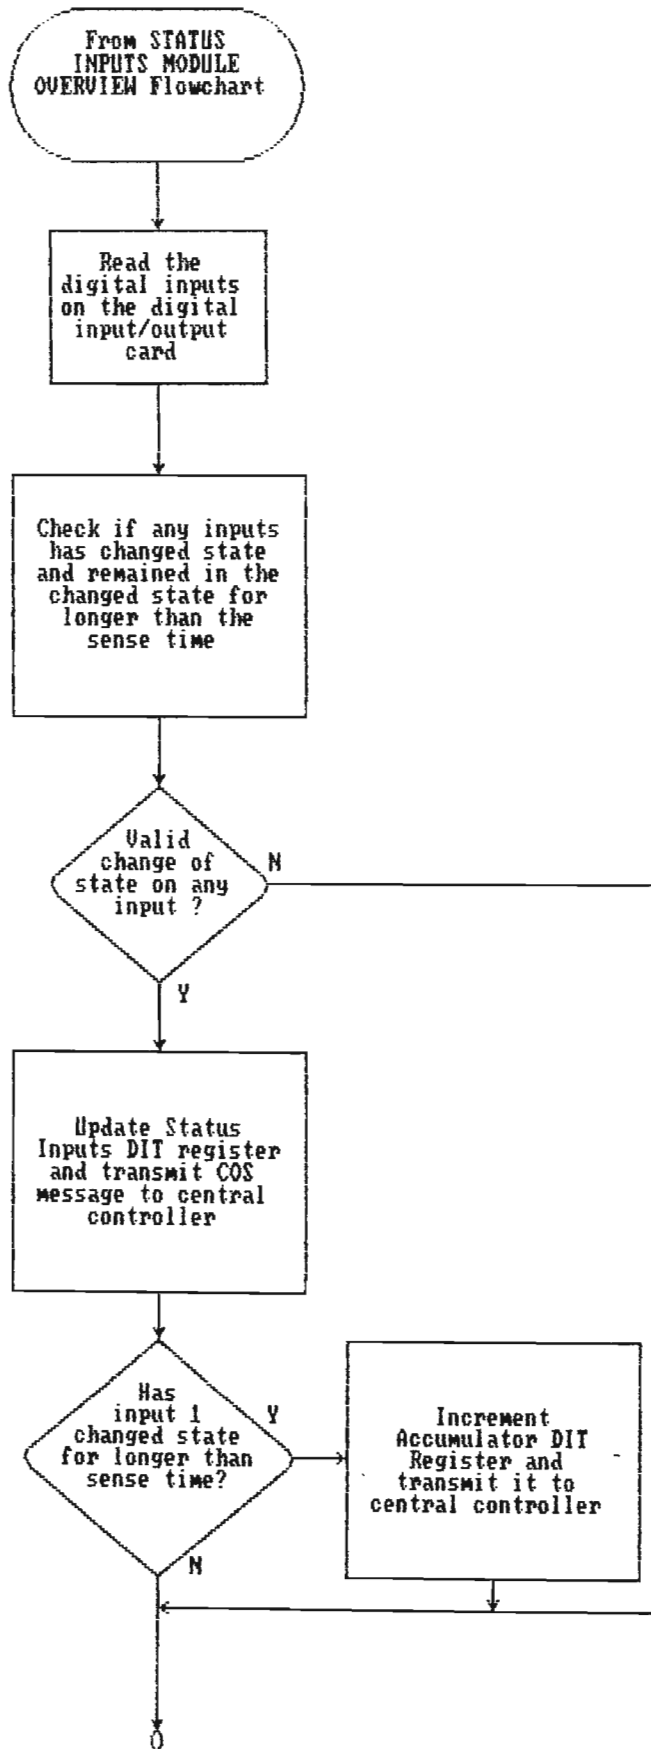 From STATUS
INPUTS MODULE
OVERVIEW Flowchart
Read the
digital inputs
on the digital
input/output
card
Check if any inputs
has changed state
and remained in the
changed state for
longer than the
sense time
Valid
change of
state on any
input ?
N
Y
Update Status
Inputs DIT register
and transmit COS
message to central
controller
Has
input 1
changed state
for longer than
sense time?
Y
N
Increment
Accumulator DIT
Register and
transmit it to
central controller